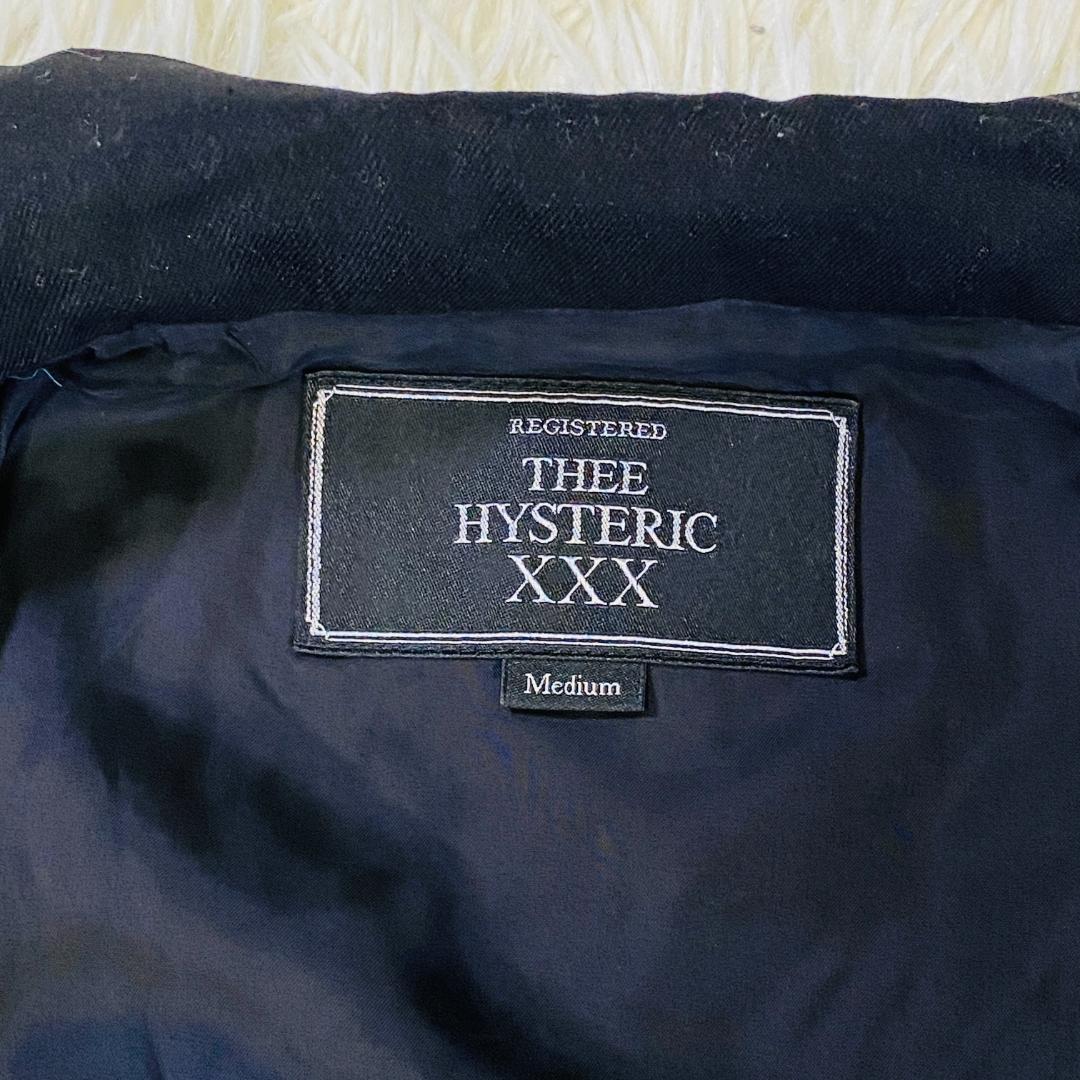 REGISTERED
THEE
HYSTERIC
XXX
Medium